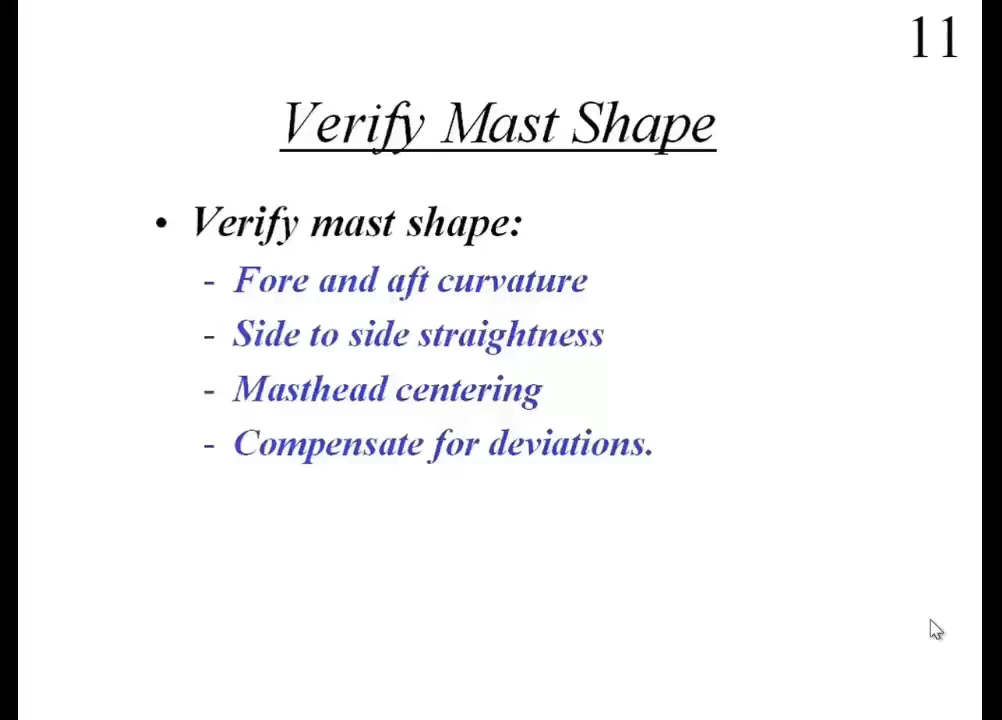 11
Verify Mast Shape
• Verify mast shape:
- Fore and aft curvature
- Side to side straightness
- Masthead centering
- Compensate for deviations.